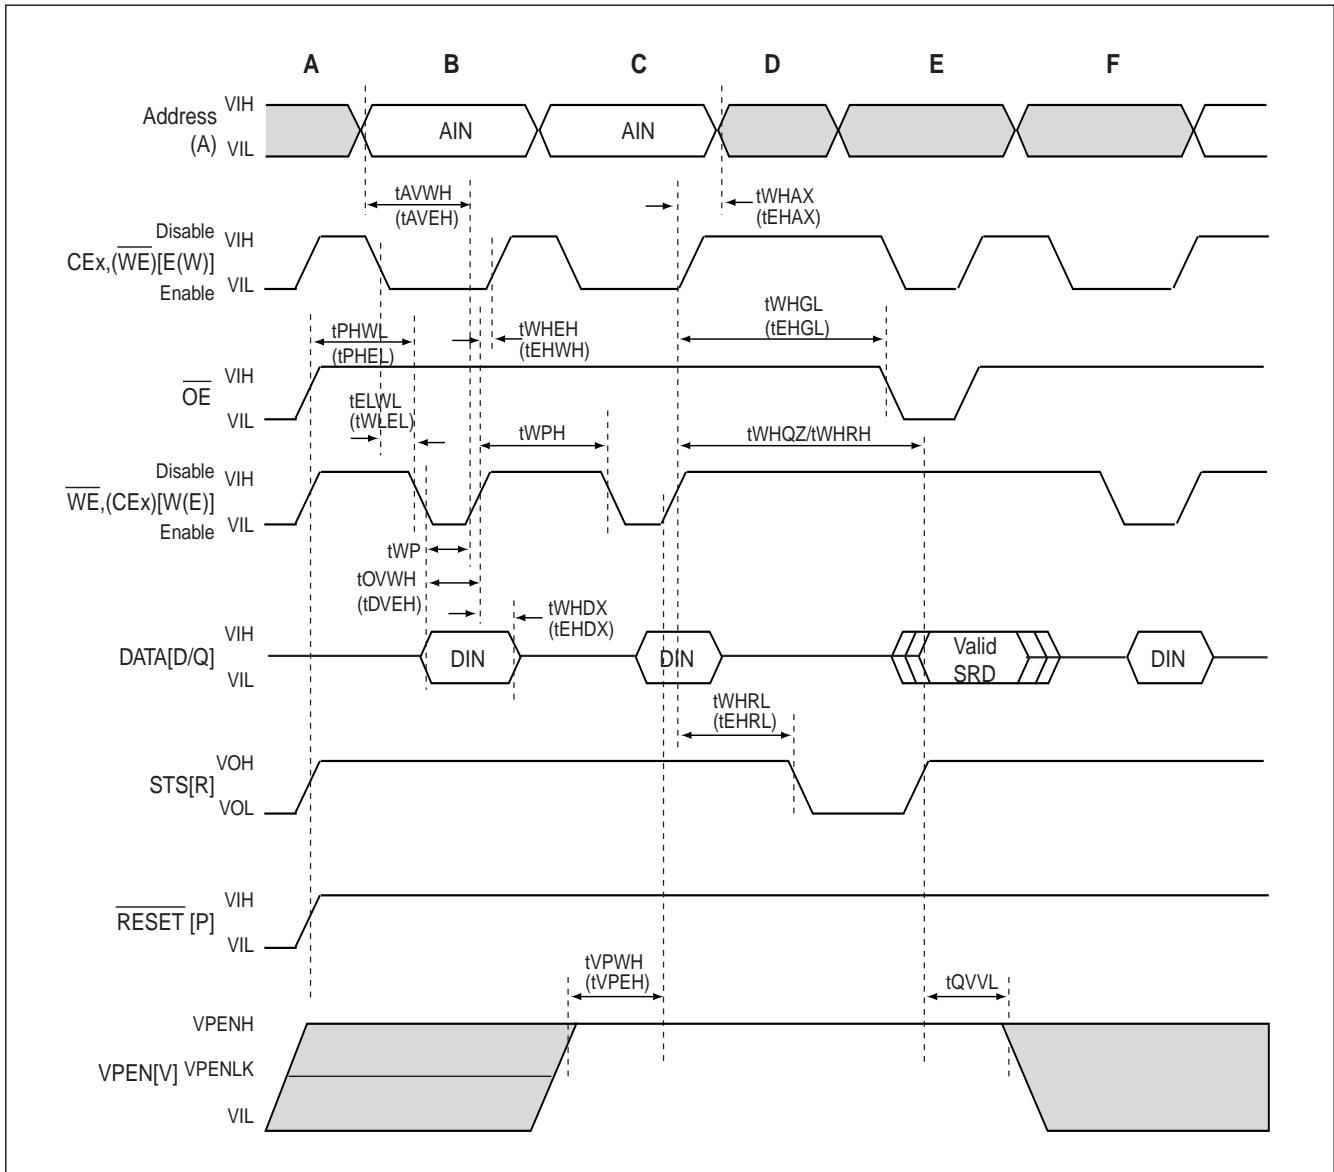 A B C D E F
Address
(A)
VIH
VIL
AIN
AIN
tAVWH
(tAVEH)
tWHAX
(tEHAX)
Disable
CEx,(WE)[E(W)]
Enable
VIH
VIL
tWHGL
(tEHGL)
tPHWL
(tPHEL)
tWHEH
(tEHWH)
OE
VIH
VIL
tELWL
(tWLEL)
tWPH
tWHQZ/tWHRH
Disable
WE,(CEx)[W(E)]
Enable
VIH
VIL
tWP
tOVWH
(tDVEH)
tWHDX
(tEHDX)
DATA[D/Q]
VIH
VIL
DIN
DIN
Valid
SRD
DIN
tWHRL
(tEHRL)
STS[R]
VOH
VOL
RESET [P]
VIH
VIL
tVPWH
(tVPEH)
tQVVL
VPEN[V]
VPENH
VPENLK
VIL